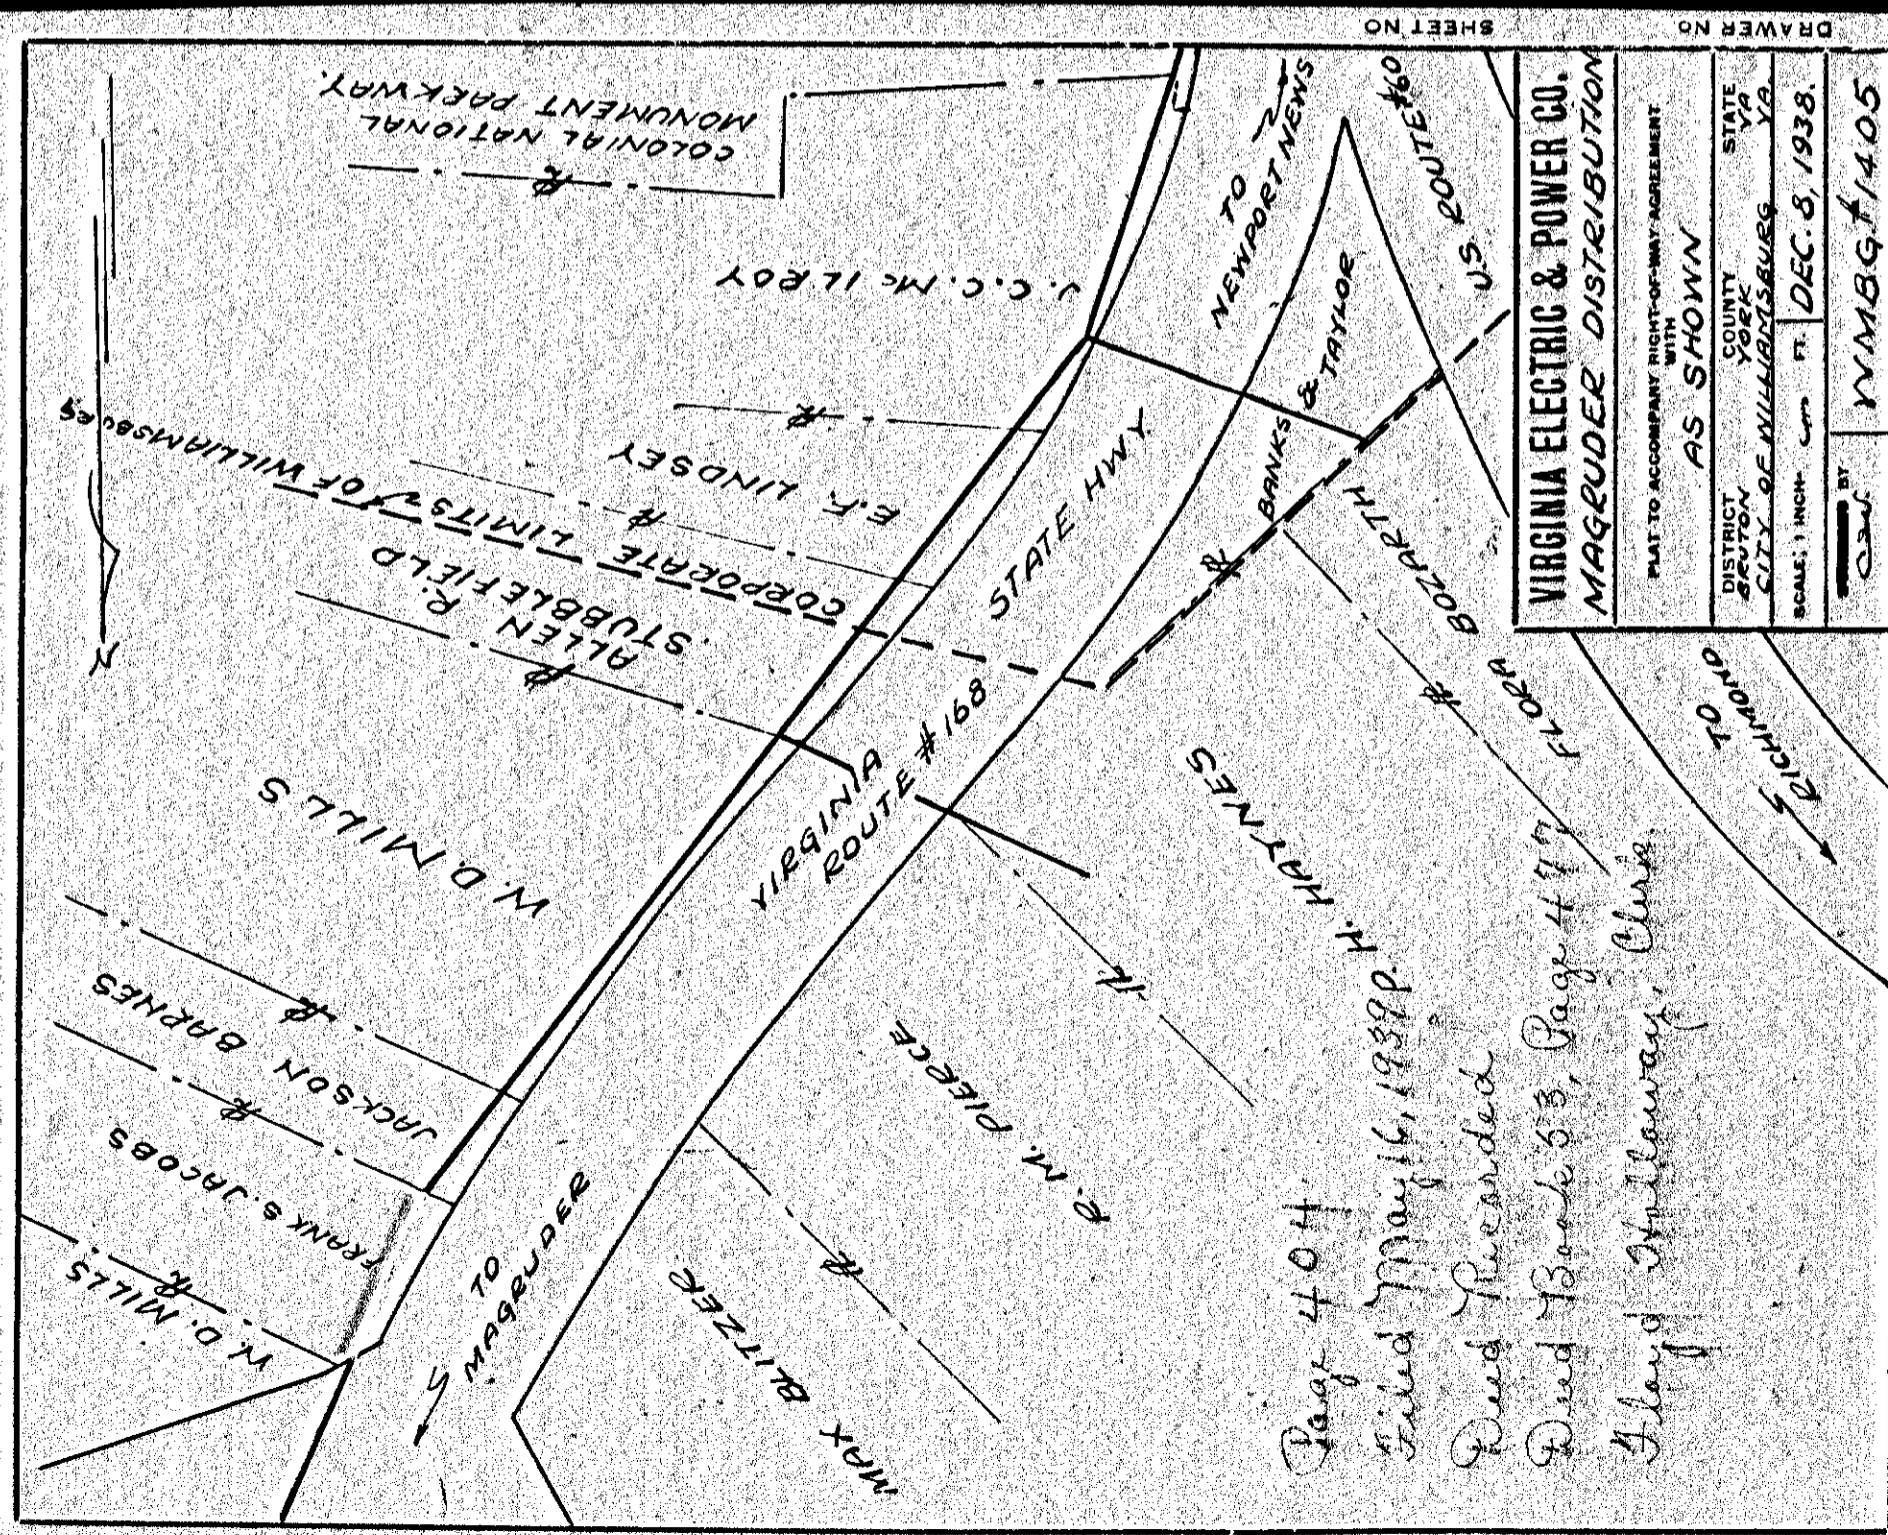 SHEET NO
DRAWER NO
COLONIAL NATIONAL
MONUMENT PARKWAY.
J. C. C. Mc ILROY
E. F. LINDSEY
CORPORATE LIMITS OF WILLIAMSBURG
ALLEN R.
STUBBLEFIELD
W. D. MILLS
JACKSON BARNES
FRANK S. JACOBS
W. D. MILLS
TO
MAGRUDER
VIRGINIA
ROUTE #168
STATE HWY.
TO
NEWPORT NEWS
U.S. ROUTE #60
BANKS & TAYLOR
FLORA BOZARTH
P. H. HAYNES
R. M. PIERCE
MAX BLITZER
TO
RICHMOND
N
VIRGINIA ELECTRIC & POWER CO.
MAGRUDER DISTRIBUTION
PLAT TO ACCOMPANY RIGHT-OF-WAY AGREEMENT
WITH
AS SHOWN
DISTRICT COUNTY STATE
BRUTON YORK VA
CITY OF WILLIAMSBURG VA.
SCALE: 1 INCH= FT. DEC. 8, 1938.
BY
WMBG #1405
Page 404
Filed May 16, 1939
Deed Recorded
Deed Book 53, Page 477
Floyd Holloway, Clerk.